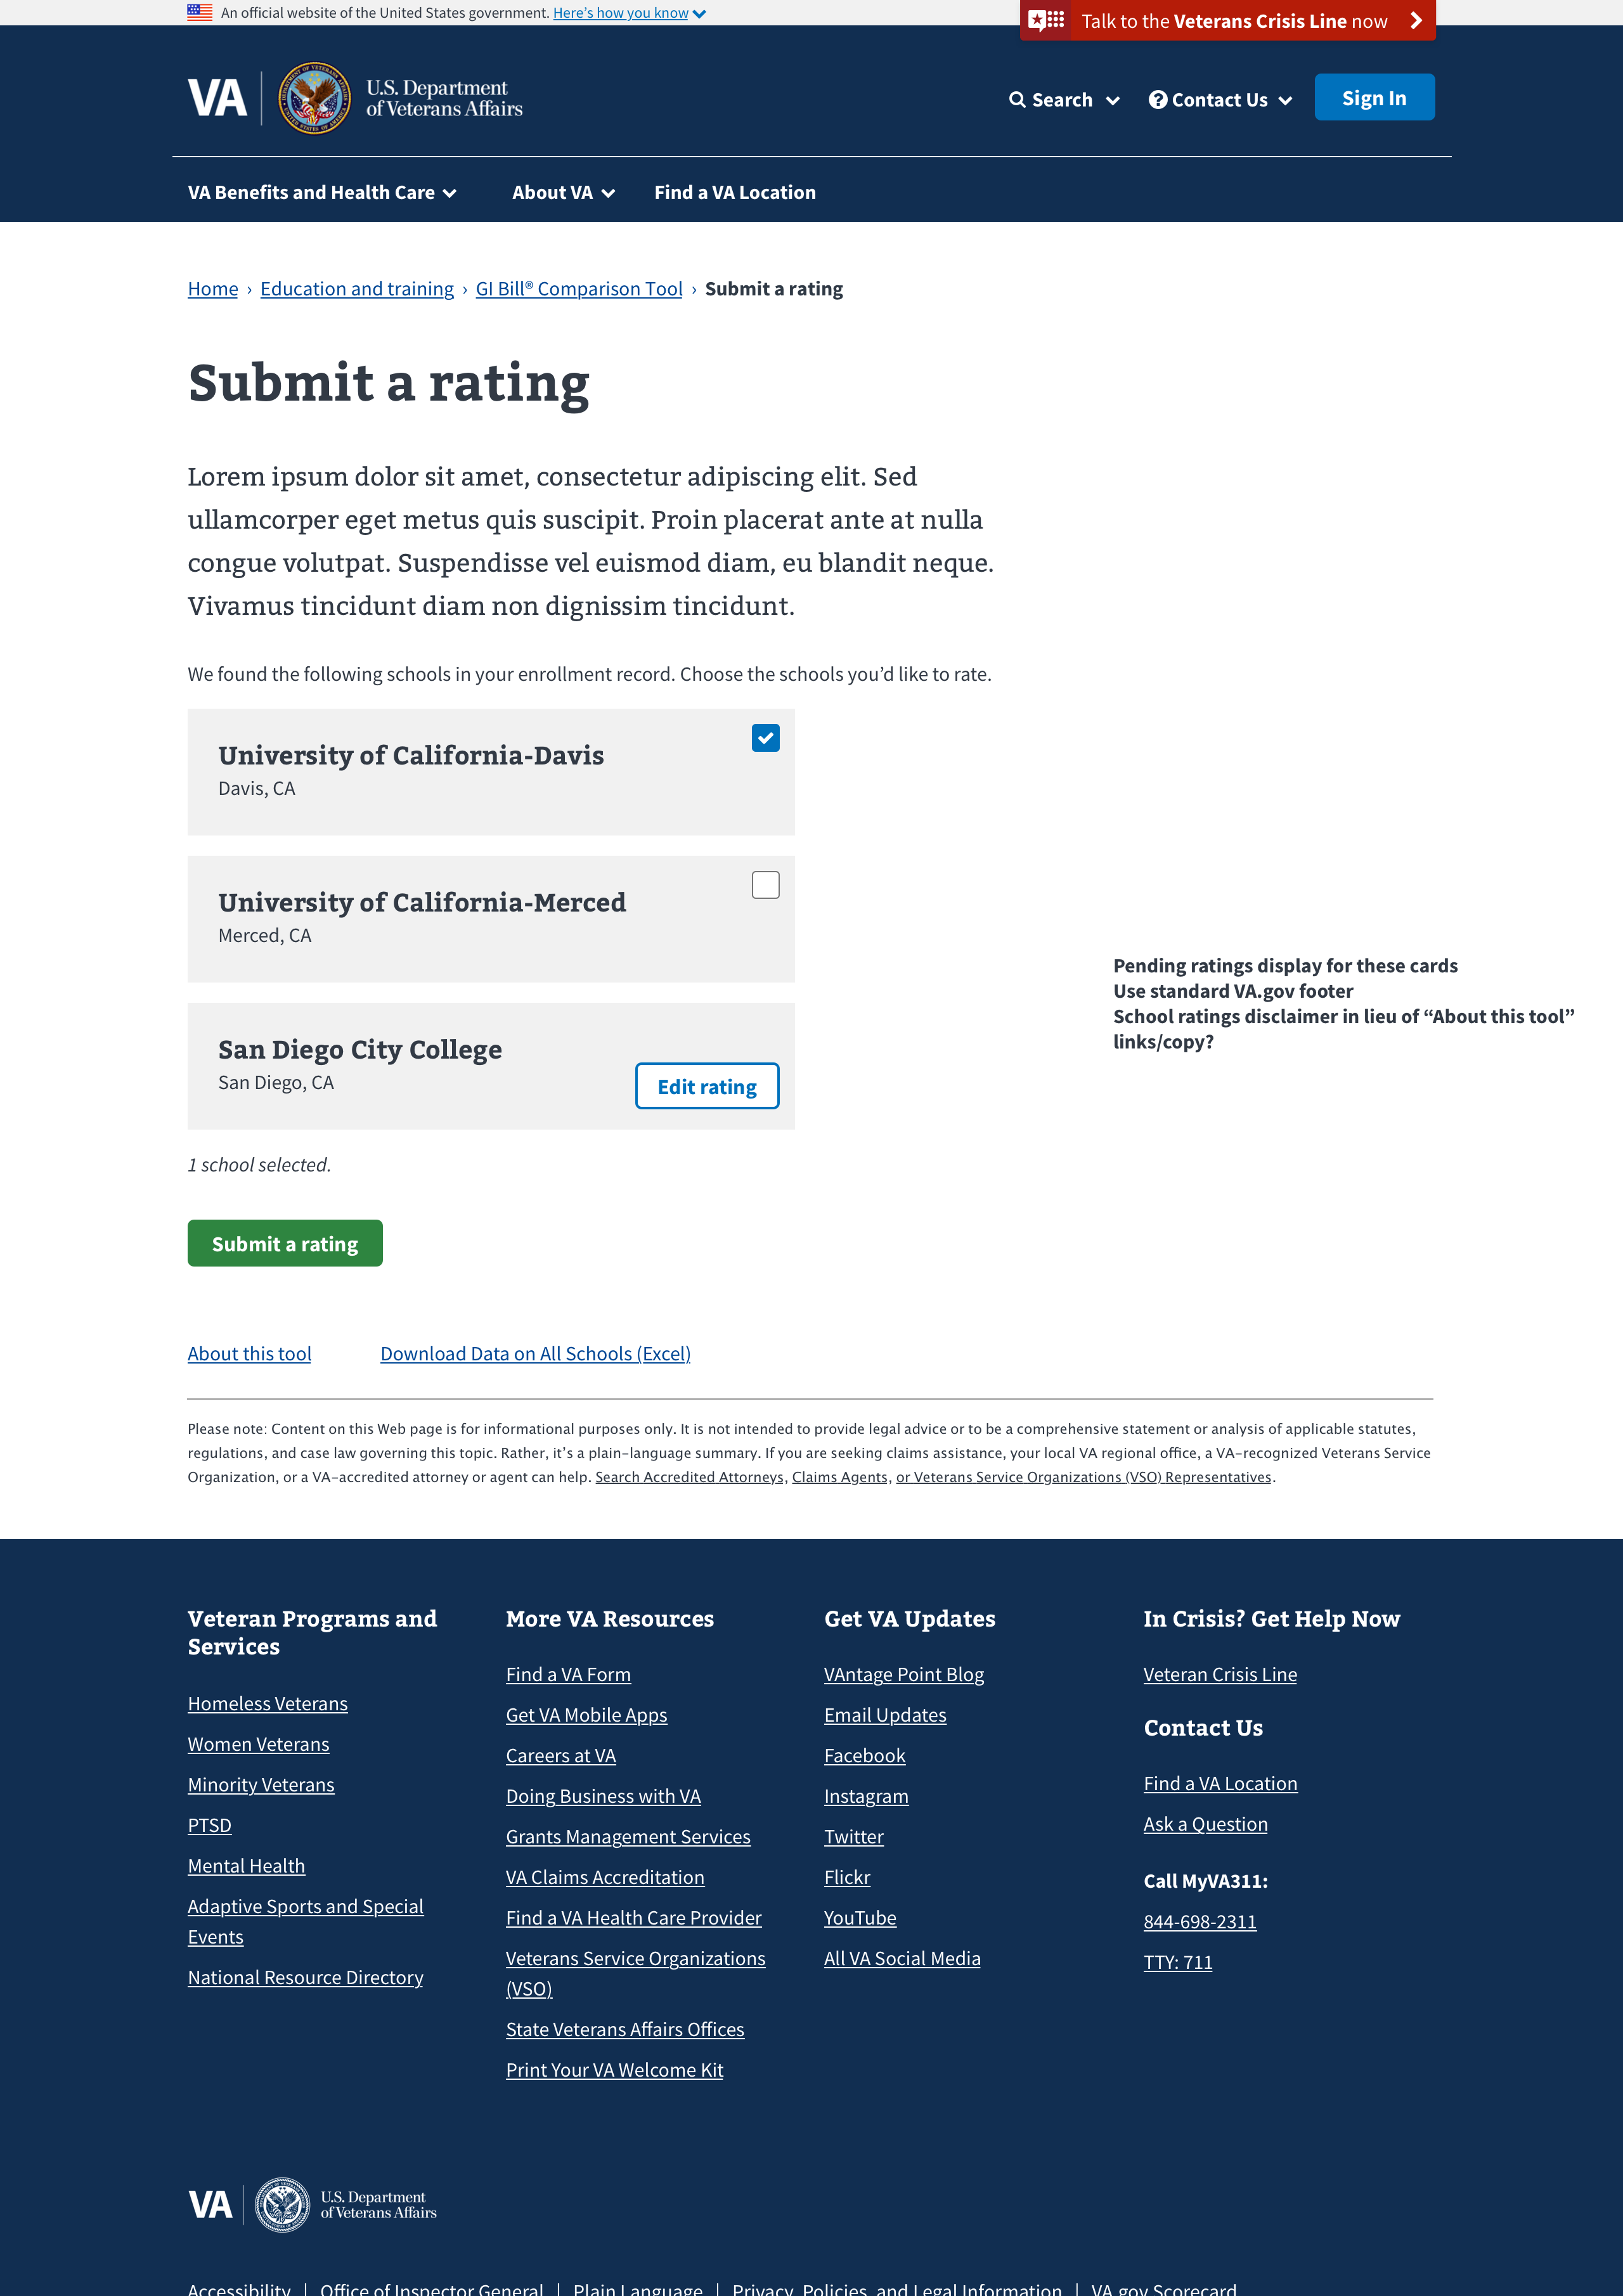 An official website of the United States government. Here's how you know
Talk to the Veterans Crisis Line now
VA
U.S. Department
of Veterans Affairs
Search
Contact Us
Sign In
VA Benefits and Health Care
About VA
Find a VA Location
Home › Education and training › GI Bill® Comparison Tool › Submit a rating
Submit a rating
Lorem ipsum dolor sit amet, consectetur adipiscing elit. Sed
ullamcorper eget metus quis suscipit. Proin placerat ante at nulla
congue volutpat. Suspendisse vel euismod diam, eu blandit neque.
Vivamus tincidunt diam non dignissim tincidunt.
We found the following schools in your enrollment record. Choose the schools you’d like to rate.
University of California-Davis
Davis, CA
University of California-Merced
Merced, CA
Pending ratings display for these cards
Use standard VA.gov footer
School ratings disclaimer in lieu of “About this tool”
links/copy?
San Diego City College
San Diego, CA
Edit rating
1 school selected.
Submit a rating
About this tool
Download Data on All Schools (Excel)
Please note: Content on this Web page is for informational purposes only. It is not intended to provide legal advice or to be a comprehensive statement or analysis of applicable statutes,
regulations, and case law governing this topic. Rather, it’s a plain-language summary. If you are seeking claims assistance, your local VA regional office, a VA-recognized Veterans Service
Organization, or a VA-accredited attorney or agent can help. Search Accredited Attorneys, Claims Agents, or Veterans Service Organizations (VSO) Representatives.
Veteran Programs and
Services
Homeless Veterans
Women Veterans
Minority Veterans
PTSD
Mental Health
Adaptive Sports and Special
Events
National Resource Directory
More VA Resources
Find a VA Form
Get VA Mobile Apps
Careers at VA
Doing Business with VA
Grants Management Services
VA Claims Accreditation
Find a VA Health Care Provider
Veterans Service Organizations
(VSO)
State Veterans Affairs Offices
Print Your VA Welcome Kit
Get VA Updates
VAntage Point Blog
Email Updates
Facebook
Instagram
Twitter
Flickr
YouTube
All VA Social Media
In Crisis? Get Help Now
Veteran Crisis Line
Contact Us
Find a VA Location
Ask a Question
Call MyVA311:
844-698-2311
TTY: 711
VA
U.S. Department
of Veterans Affairs
Accessibility | Office of Inspector General | Plain Language | Privacy, Policies, and Legal Information | VA.gov Scorecard